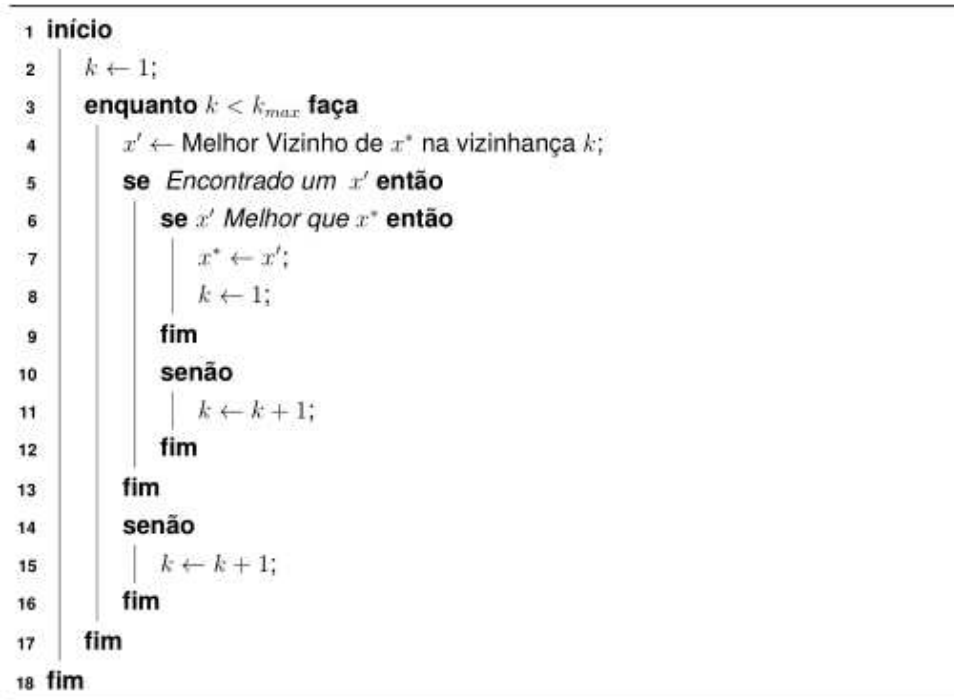 1 início
2 k ← 1;
3 enquanto k < k_max faça
4 x' ← Melhor Vizinho de x* na vizinhança k;
5 se Encontrado um x' então
6 se x' Melhor que x* então
7 x* ← x';
8 k ← 1;
9 fim
10 senão
11 k ← k + 1;
12 fim
13 fim
14 senão
15 k ← k + 1;
16 fim
17 fim
18 fim